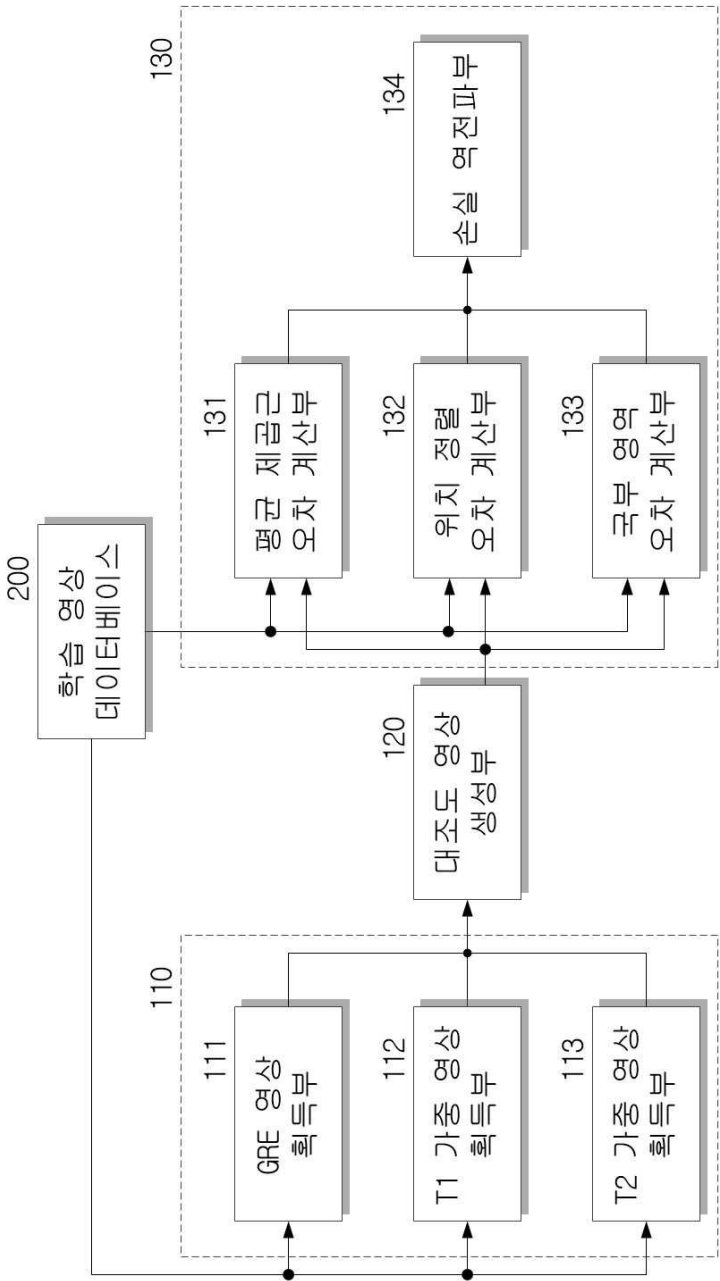 200
학습 영상
데이터베이스
110
111
GRE 영상
획득부
112
T1 가중 영상
획득부
113
T2 가중 영상
획득부
120
대조도 영상
생성부
130
131
평균 제곱근
오차 계산부
132
위치 정렬
오차 계산부
133
국부 영역
오차 계산부
134
손실 역전파부